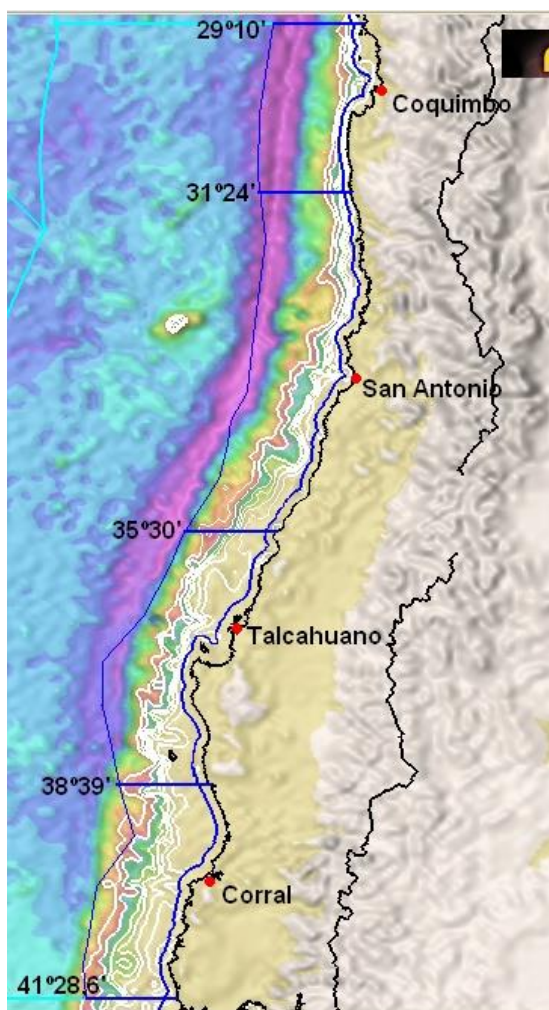 29º10'
Coquimbo
31º24'
San Antonio
35º30'
Talcahuano
38º39'
Corral
41º28.6'